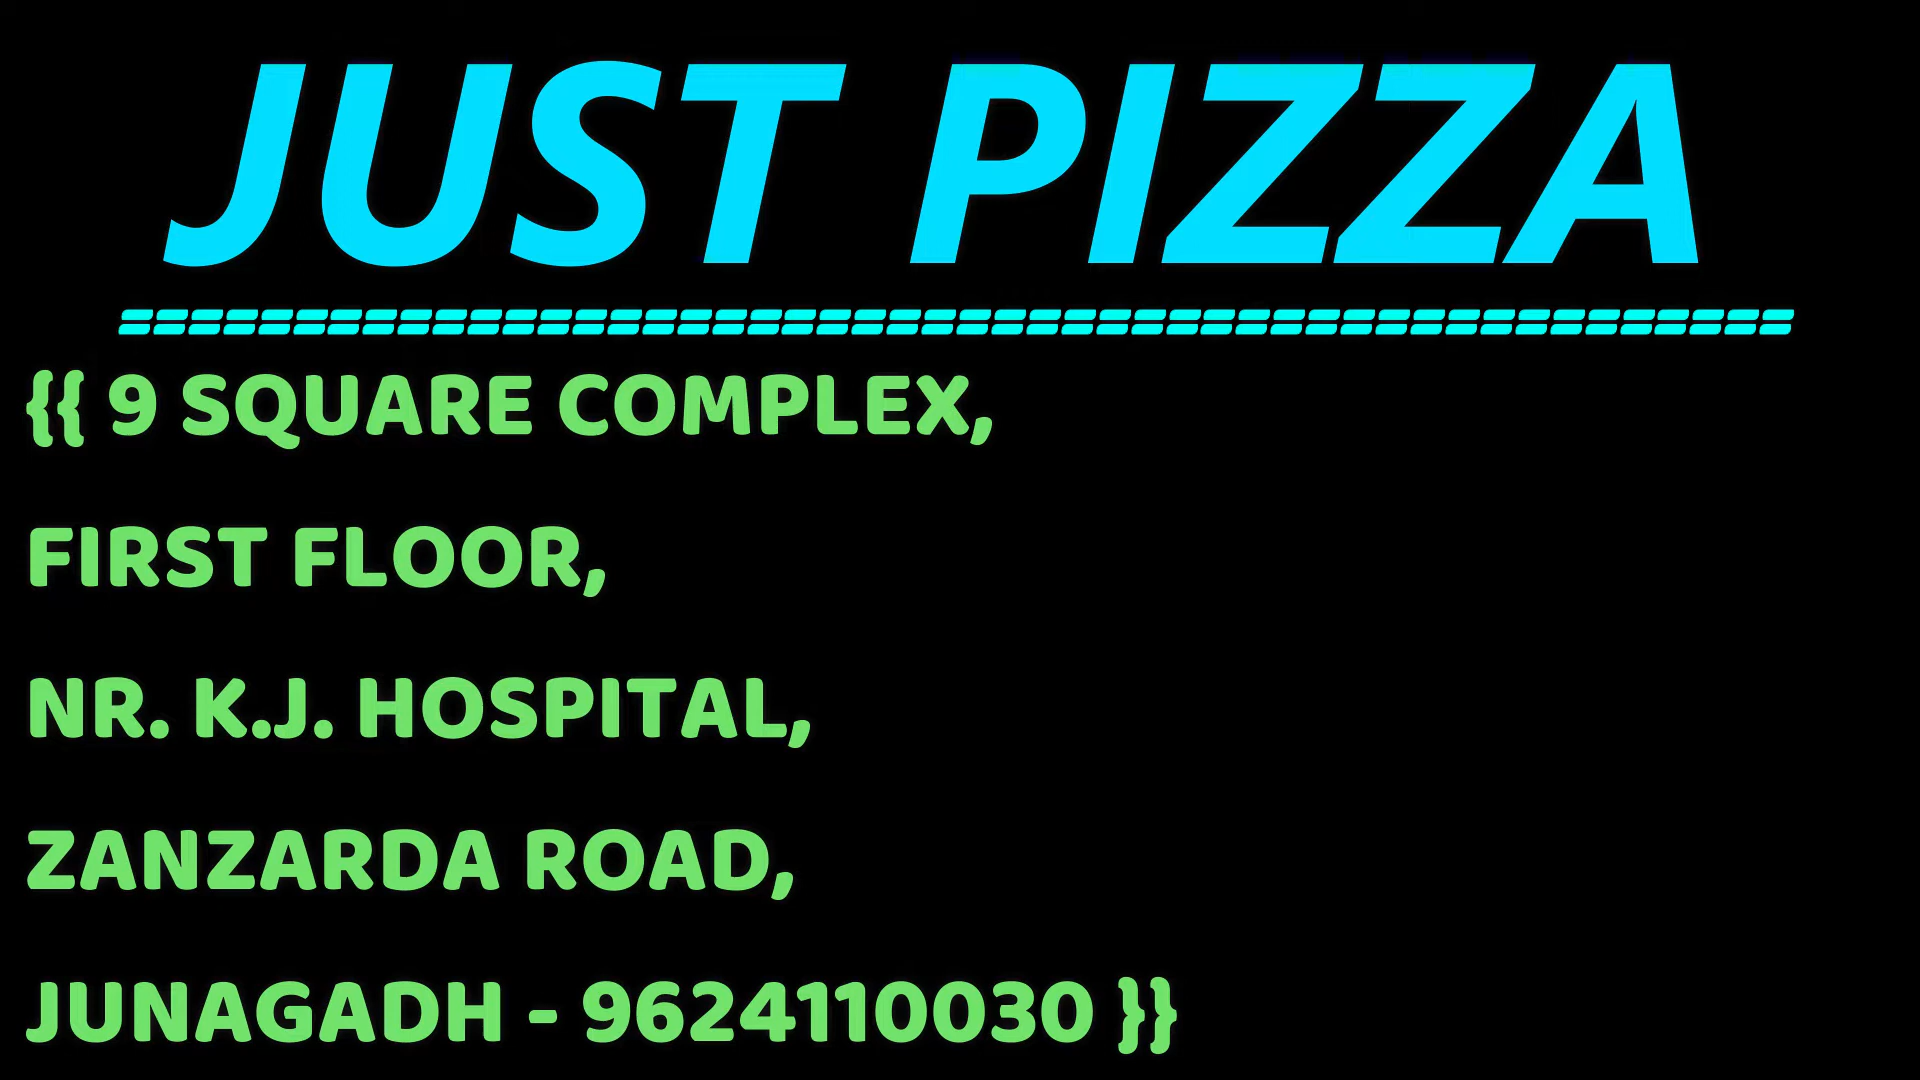 JUST PIZZA
================================================
{{ 9 SQUARE COMPLEX,
FIRST FLOOR,
NR. K.J. HOSPITAL,
ZANZARDA ROAD,
JUNAGADH - 9624110030 }}